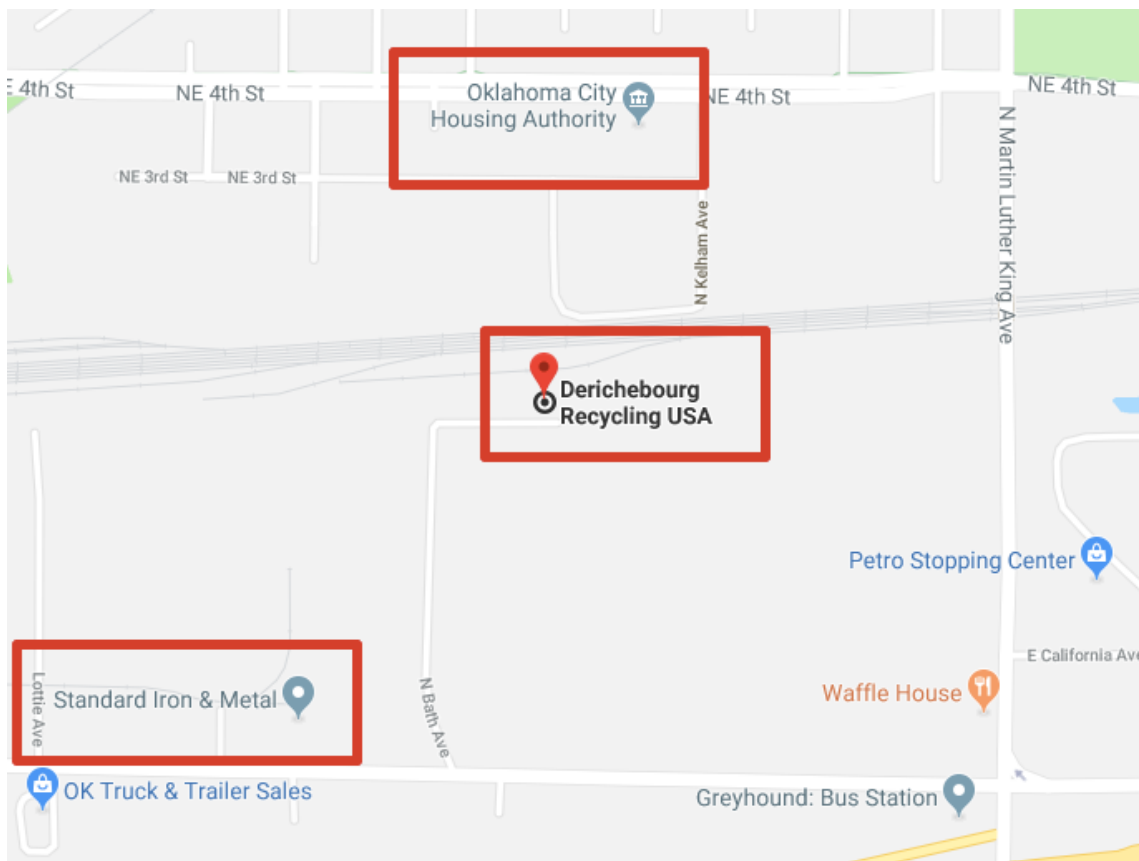 NE 4th St
NE 4th St
Oklahoma City
Housing Authority
NE 4th St
NE 4th St
NE 3rd St
NE 3rd St
N Kelham Ave
N Martin Luther King Ave
Derichebourg
Recycling USA
Petro Stopping Center
E California Ave
Lottie Ave
Standard Iron & Metal
N Bath Ave
Waffle House
OK Truck & Trailer Sales
Greyhound: Bus Station